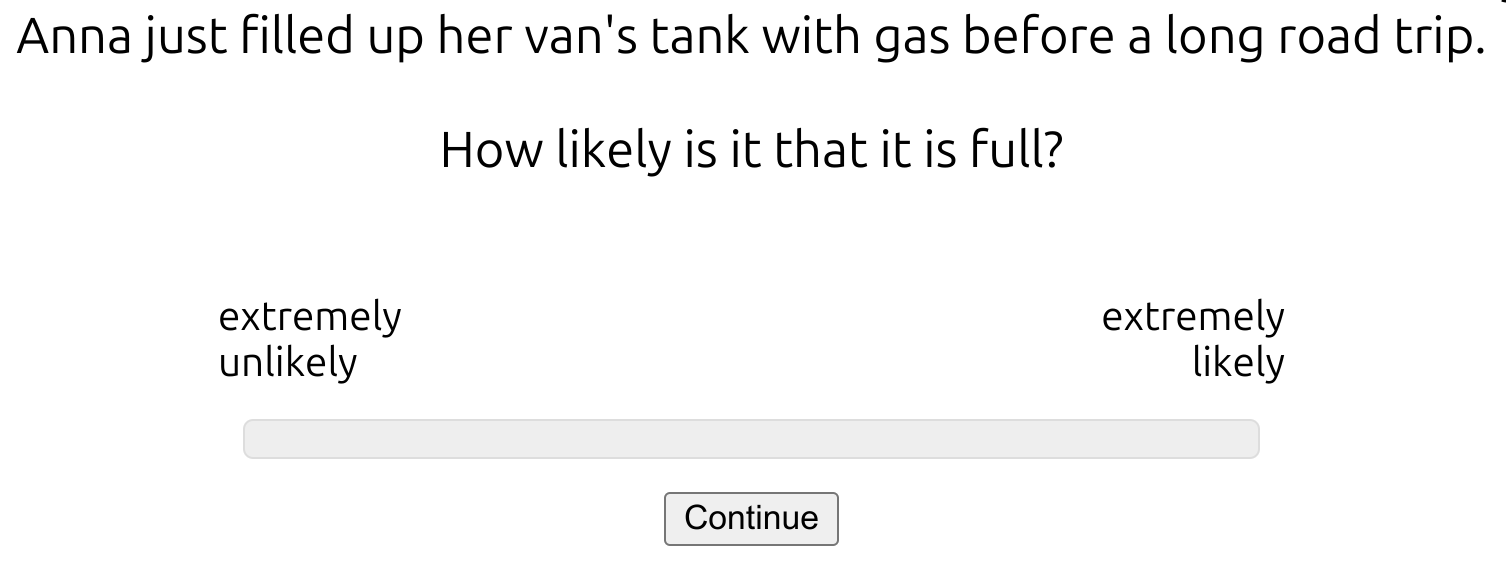 Anna just filled up her van's tank with gas before a long road trip.
How likely is it that it is full?
extremely unlikely
extremely likely
Continue